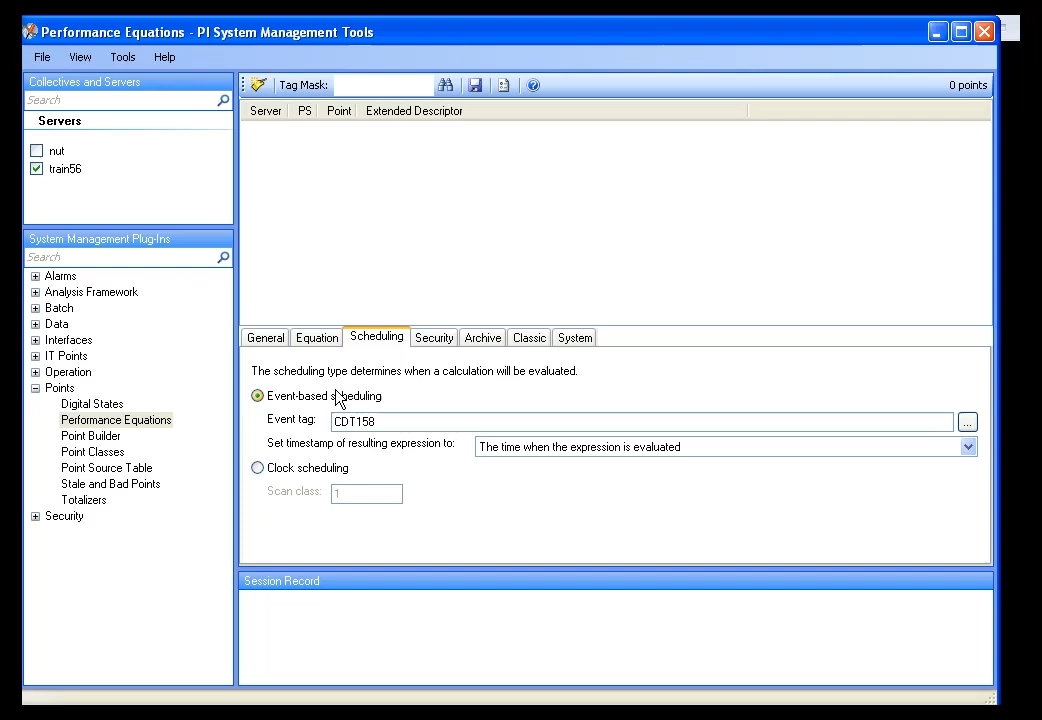 Performance Equations - PI System Management Tools
File View Tools Help
Collectives and Servers
Search
Servers
nut
train56
System Management Plug-Ins
Search
Alarms
Analysis Framework
Batch
Data
Interfaces
IT Points
Operation
Points
Digital States
Performance Equations
Point Builder
Point Classes
Point Source Table
Stale and Bad Points
Totalizers
Security
Tag Mask: 0 points
Server PS Point Extended Descriptor
General Equation Scheduling Security Archive Classic System
The scheduling type determines when a calculation will be evaluated.
Event-based scheduling
Event tag: CDT158 ...
Set timestamp of resulting expression to: The time when the expression is evaluated
Clock scheduling
Scan class: 1
Session Record